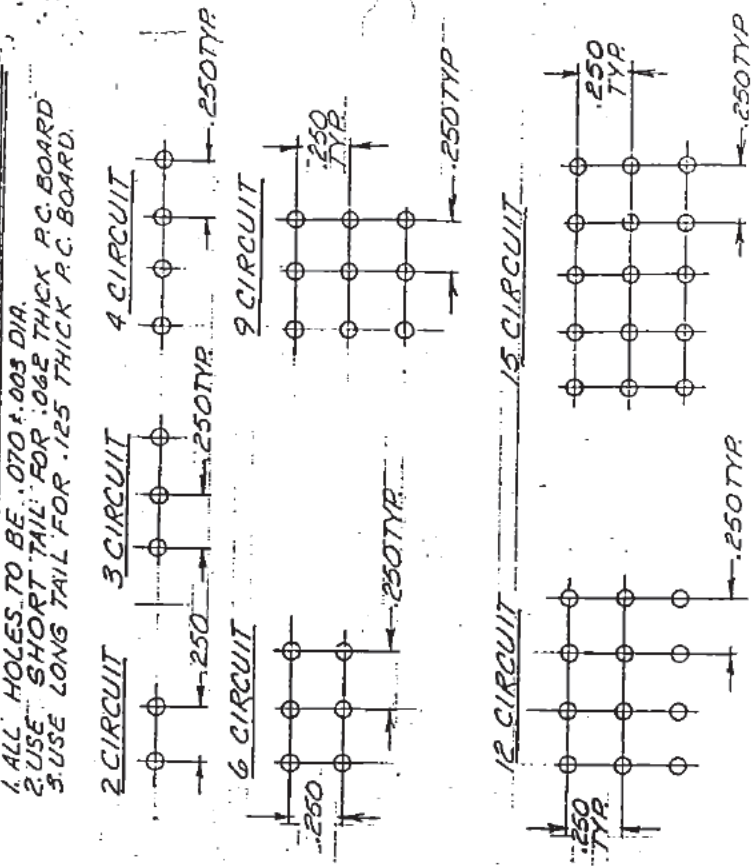 1. ALL HOLES TO BE .070 ±.003 DIA.
2. USE SHORT TAIL FOR .062 THICK P.C. BOARD
3. USE LONG TAIL FOR .125 THICK P.C. BOARD.
2 CIRCUIT
.250
3 CIRCUIT
.250 TYP.
4 CIRCUIT
.250 TYP.
6 CIRCUIT
.250
.250 TYP.
9 CIRCUIT
.250
TYP.
.250 TYP.
12 CIRCUIT
.250
TYP.
.250 TYP.
15 CIRCUIT
.250
TYP.
.250 TYP